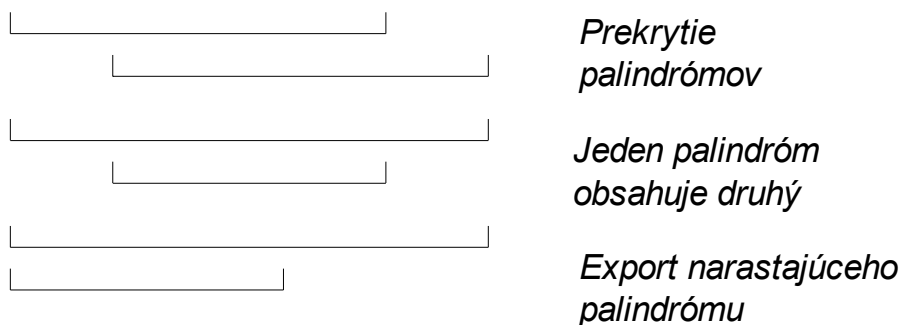 Prekrytie
palindrómov
Jeden palindróm
obsahuje druhý
Export narastajúceho
palindrómu